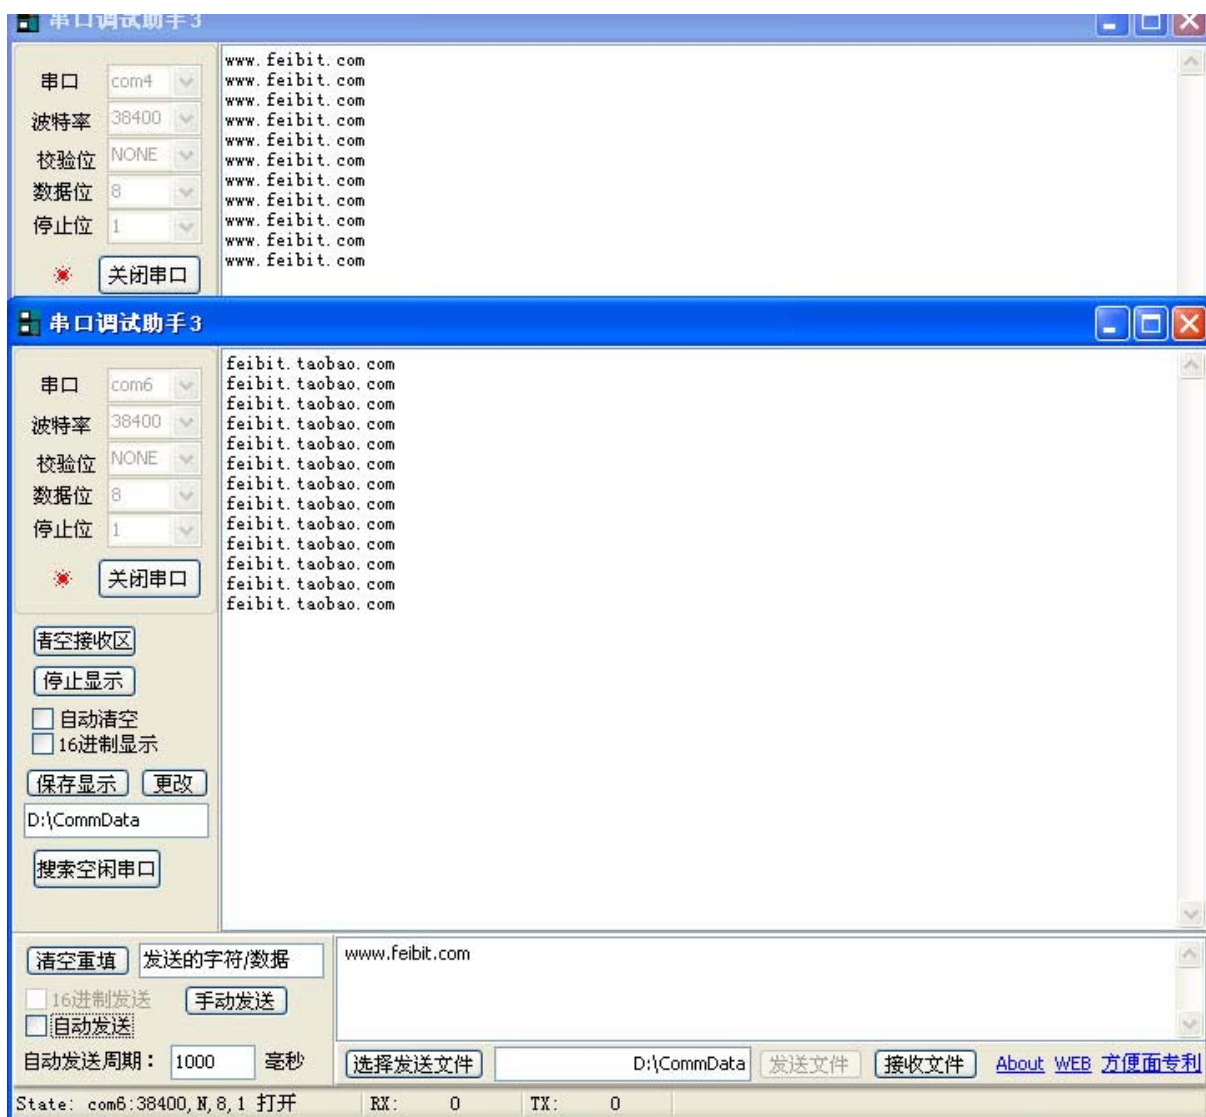 串口调试助手3
串口 com4
波特率 38400
校验位 NONE
数据位 8
停止位 1
关闭串口
www.feibit.com
www.feibit.com
www.feibit.com
www.feibit.com
www.feibit.com
www.feibit.com
www.feibit.com
www.feibit.com
www.feibit.com
www.feibit.com
www.feibit.com
串口调试助手3
串口 com6
波特率 38400
校验位 NONE
数据位 8
停止位 1
关闭串口
feibit.taobao.com
feibit.taobao.com
feibit.taobao.com
feibit.taobao.com
feibit.taobao.com
feibit.taobao.com
feibit.taobao.com
feibit.taobao.com
feibit.taobao.com
feibit.taobao.com
feibit.taobao.com
feibit.taobao.com
feibit.taobao.com
清空接收区
停止显示
自动清空
16进制显示
保存显示 更改
D:\CommData
搜索空闲串口
清空重填 发送的字符/数据
www.feibit.com
16进制发送 手动发送
自动发送
自动发送周期: 1000 毫秒
选择发送文件 D:\CommData 发送文件 接收文件 About WEB 方便面专利
State: com6:38400,N,8,1 打开 RX: 0 TX: 0